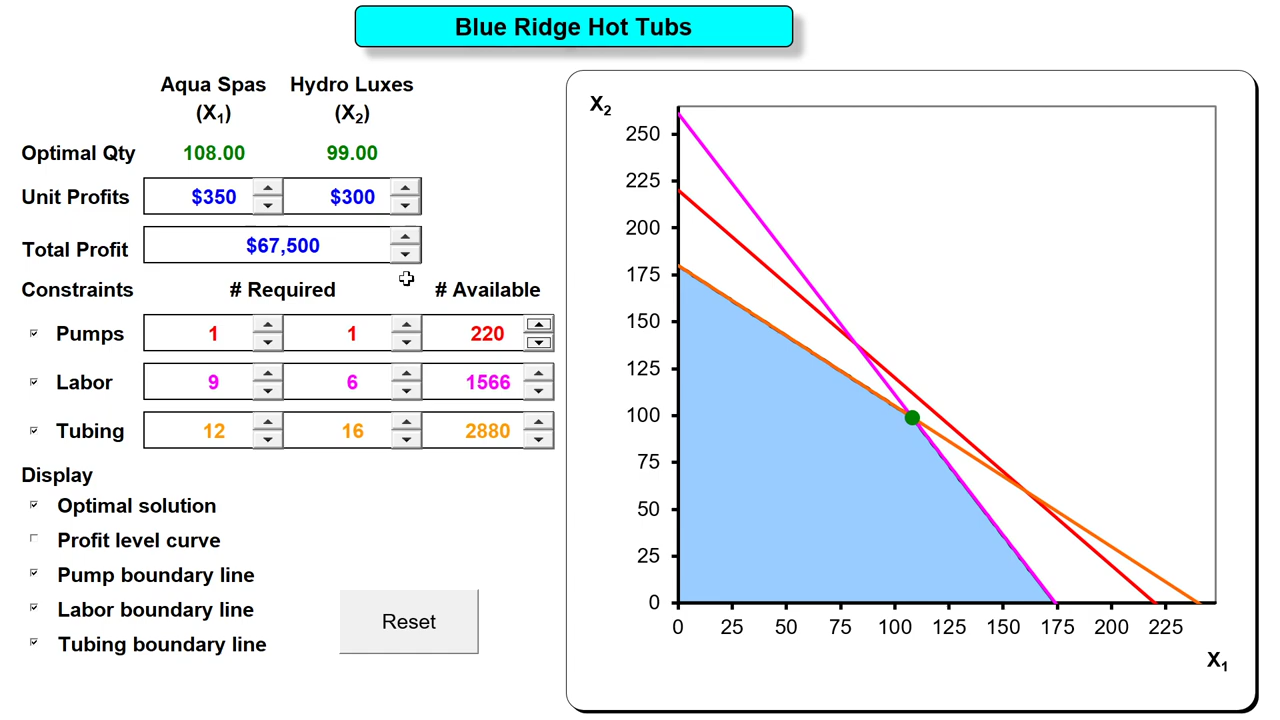 Blue Ridge Hot Tubs
Aqua Spas Hydro Luxes
(X1) (X2)
Optimal Qty 108.00 99.00
Unit Profits $350 $300
Total Profit $67,500
Constraints # Required # Available
Pumps 1 1 220
Labor 9 6 1566
Tubing 12 16 2880
Display
Optimal solution
Profit level curve
Pump boundary line
Labor boundary line
Tubing boundary line
Reset
X2
250
225
200
175
150
125
100
75
50
25
0
0 25 50 75 100 125 150 175 200 225
X1